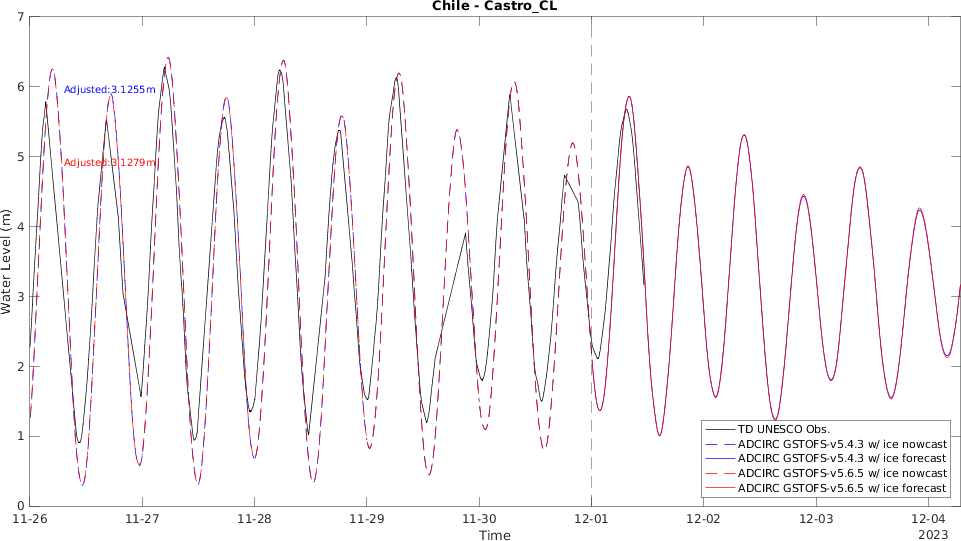 Chile - Castro_CL
7
6
5
4
3
2
1
0
Water Level (m)
Adjusted:3.1255m
Adjusted:3.1279m
TD UNESCO Obs.
ADCIRC GSTOFS-v5.4.3 w/ ice nowcast
ADCIRC GSTOFS-v5.4.3 w/ ice forecast
ADCIRC GSTOFS-v5.6.5 w/ ice nowcast
ADCIRC GSTOFS-v5.6.5 w/ ice forecast
11-26 11-27 11-28 11-29 11-30 12-01 12-02 12-03 12-04
Time
2023